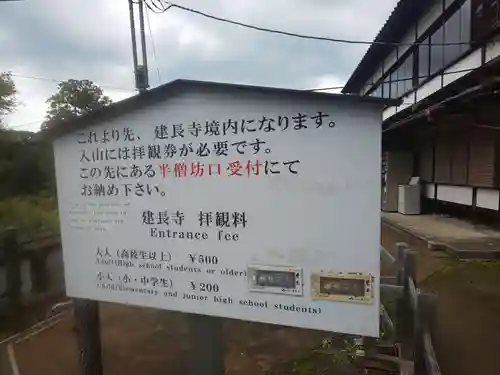 これより先、建長寺境内になります。
入山には拝観券が必要です。
この先にある半僧坊口受付にて
お納め下さい。
建長寺 拝観料
Entrance fee
大人（高校生以上） ￥500
Adult(High school students or older)
小人（小・中学生） ￥200
Child(Elementary and junior high school students)